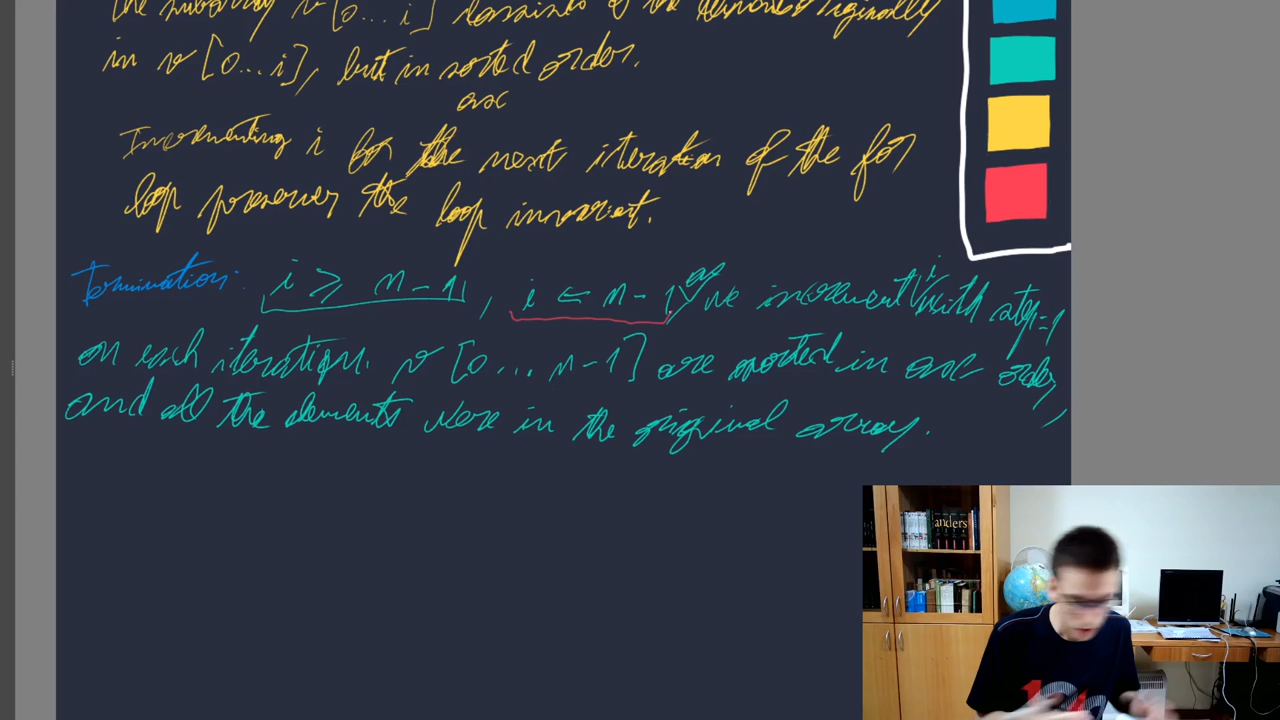 the subarray v[0...i] consists of the elements originally
in v[0...i], but in sorted order.
asc
Incrementing i for the next iteration of the for
loop preserves the loop invariant.
Termination: i ⩾ n-1, i ← n-1, as we increment i with step=1
on each iteration. v[0...n-1] are sorted in asc order,
and all the elements were in the original array.
anders